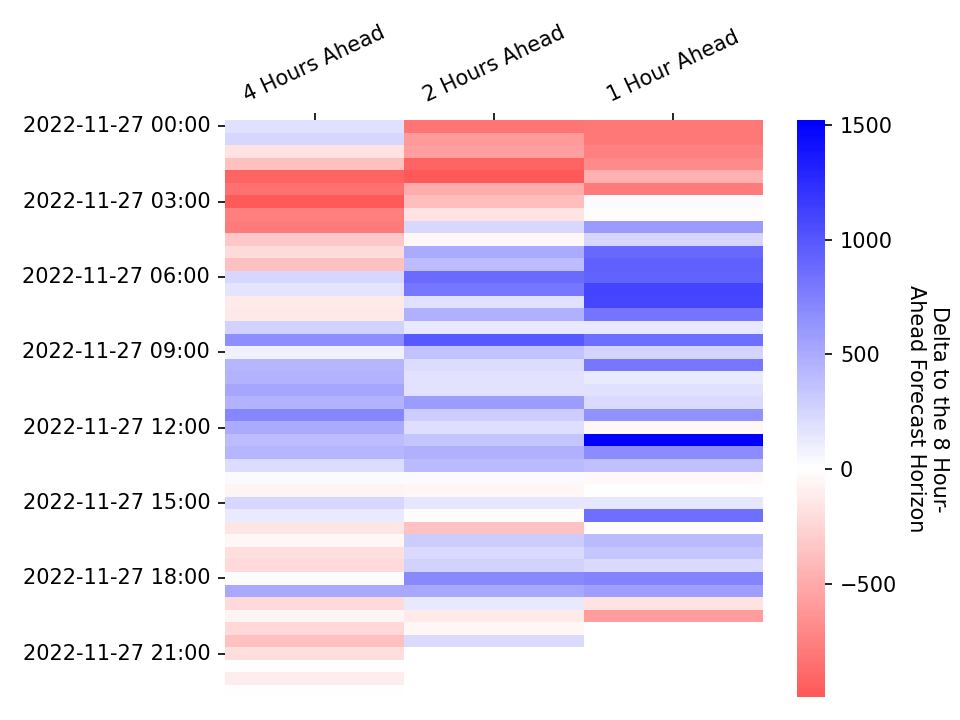 4 Hours Ahead
2 Hours Ahead
1 Hour Ahead
2022-11-27 00:00
2022-11-27 03:00
2022-11-27 06:00
2022-11-27 09:00
2022-11-27 12:00
2022-11-27 15:00
2022-11-27 18:00
2022-11-27 21:00
1500
1000
500
0
−500
Delta to the 8 Hour-
Ahead Forecast Horizon